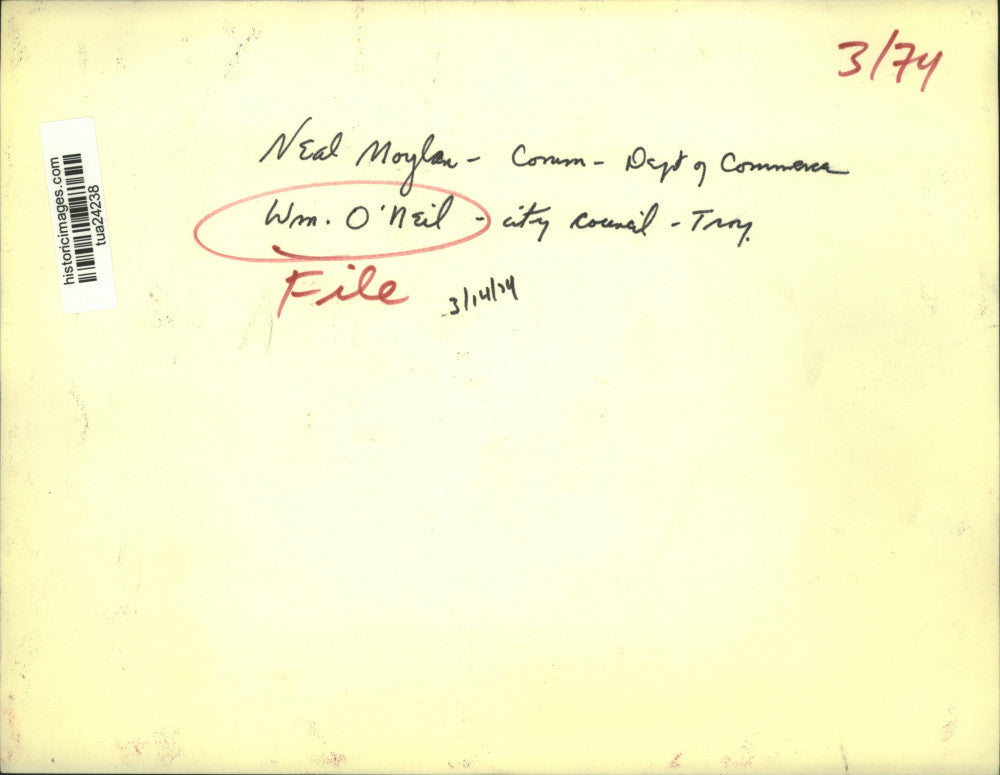 3/74
Neal Moylan - Comm - Dept of Commerce
Wm. O'Neil - city council - Troy.
File 3/14/74
historicimages.com
tua24238